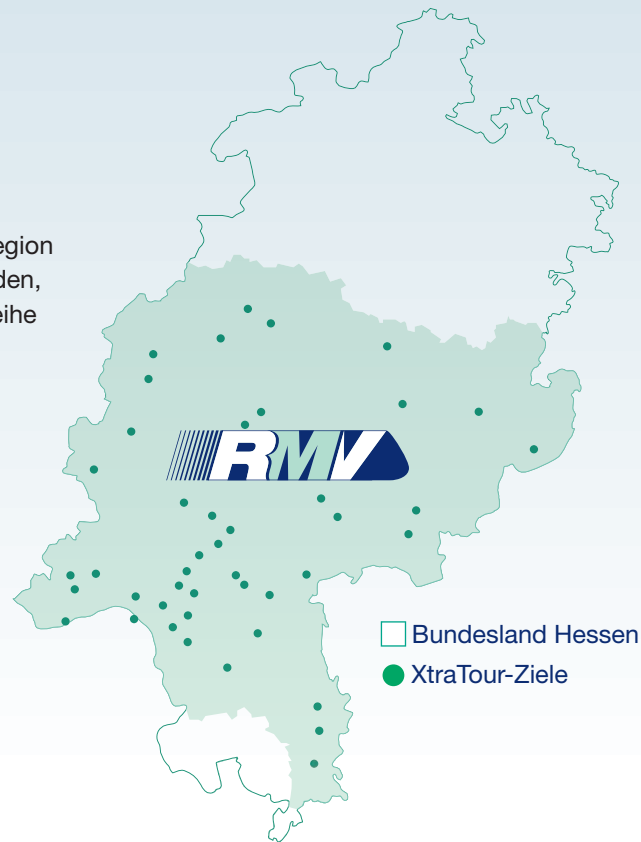 egion
den,
eihe
RMV
Bundesland Hessen
XtraTour-Ziele